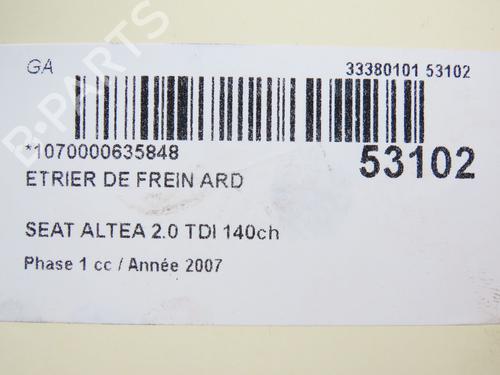 GA 33380101 53102
*1070000635848 53102
ETRIER DE FREIN ARD
SEAT ALTEA 2.0 TDI 140ch
Phase 1 cc / Année 2007
B-PARTS